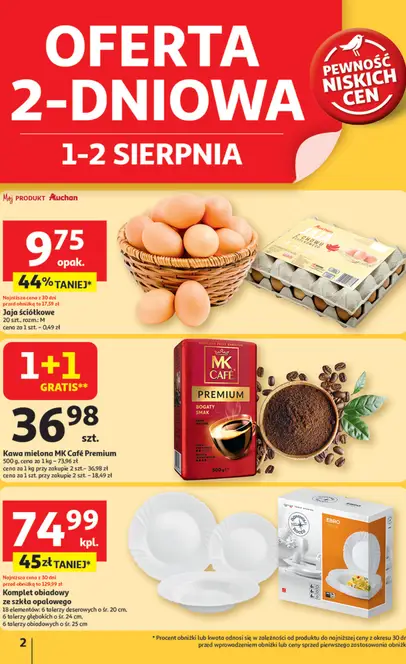 OFERTA
2-DNIOWA
1-2 SIERPNIA
PEWNOŚĆ
NISKICH
CEN
Mój PRODUKT Auchan
9 75
opak.
44% TANIEJ*
Najniższa cena z 30 dni
przed obniżką to 17,59 zł
Jaja ściółkowe
20 szt., rozm.: M
cena za 1 szt. – 0,49 zł
1+1
GRATIS**
36 98
szt.
Kawa mielona MK Café Premium
500 g, cena za 1 kg – 73,96 zł
cena za 1 kg przy zakupie 2 szt.– 36,98 zł
cena za 1 szt. przy zakupie 2 szt. – 18,49 zł
MK
CAFÉ
PREMIUM
BOGATY
SMAK
500 g
74 99
kpl.
45zł TANIEJ*
Najniższa cena z 30 dni
przed obniżką to 129,99 zł
Komplet obiadowy
ze szkła opalowego
18 elementów: 6 talerzy deserowych o śr. 20 cm,
6 talerzy głębokich o śr. 24 cm,
6 talerzy obiadowych o śr. 25 cm
EBRO
2
* Procent obniżki lub kwota odnosi się w zależności od produktu do najniższej ceny z okresu 30 dn
przed wprowadzeniem obniżki lub ceny sprzed pierwszego zastosowania obniżki